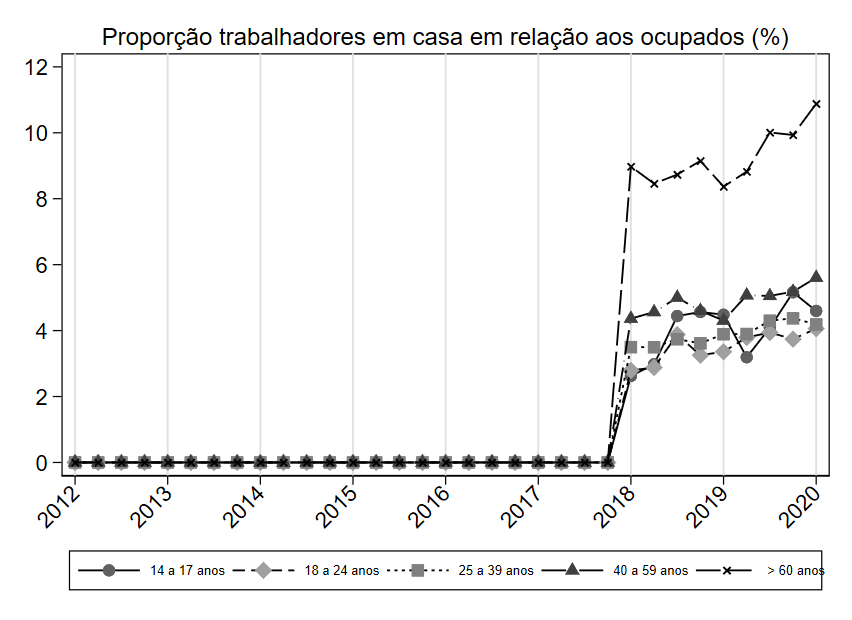 Proporção trabalhadores em casa em relação aos ocupados (%)
12
10
8
6
4
2
0
2012 2013 2014 2015 2016 2017 2018 2019 2020
14 a 17 anos 18 a 24 anos 25 a 39 anos 40 a 59 anos > 60 anos